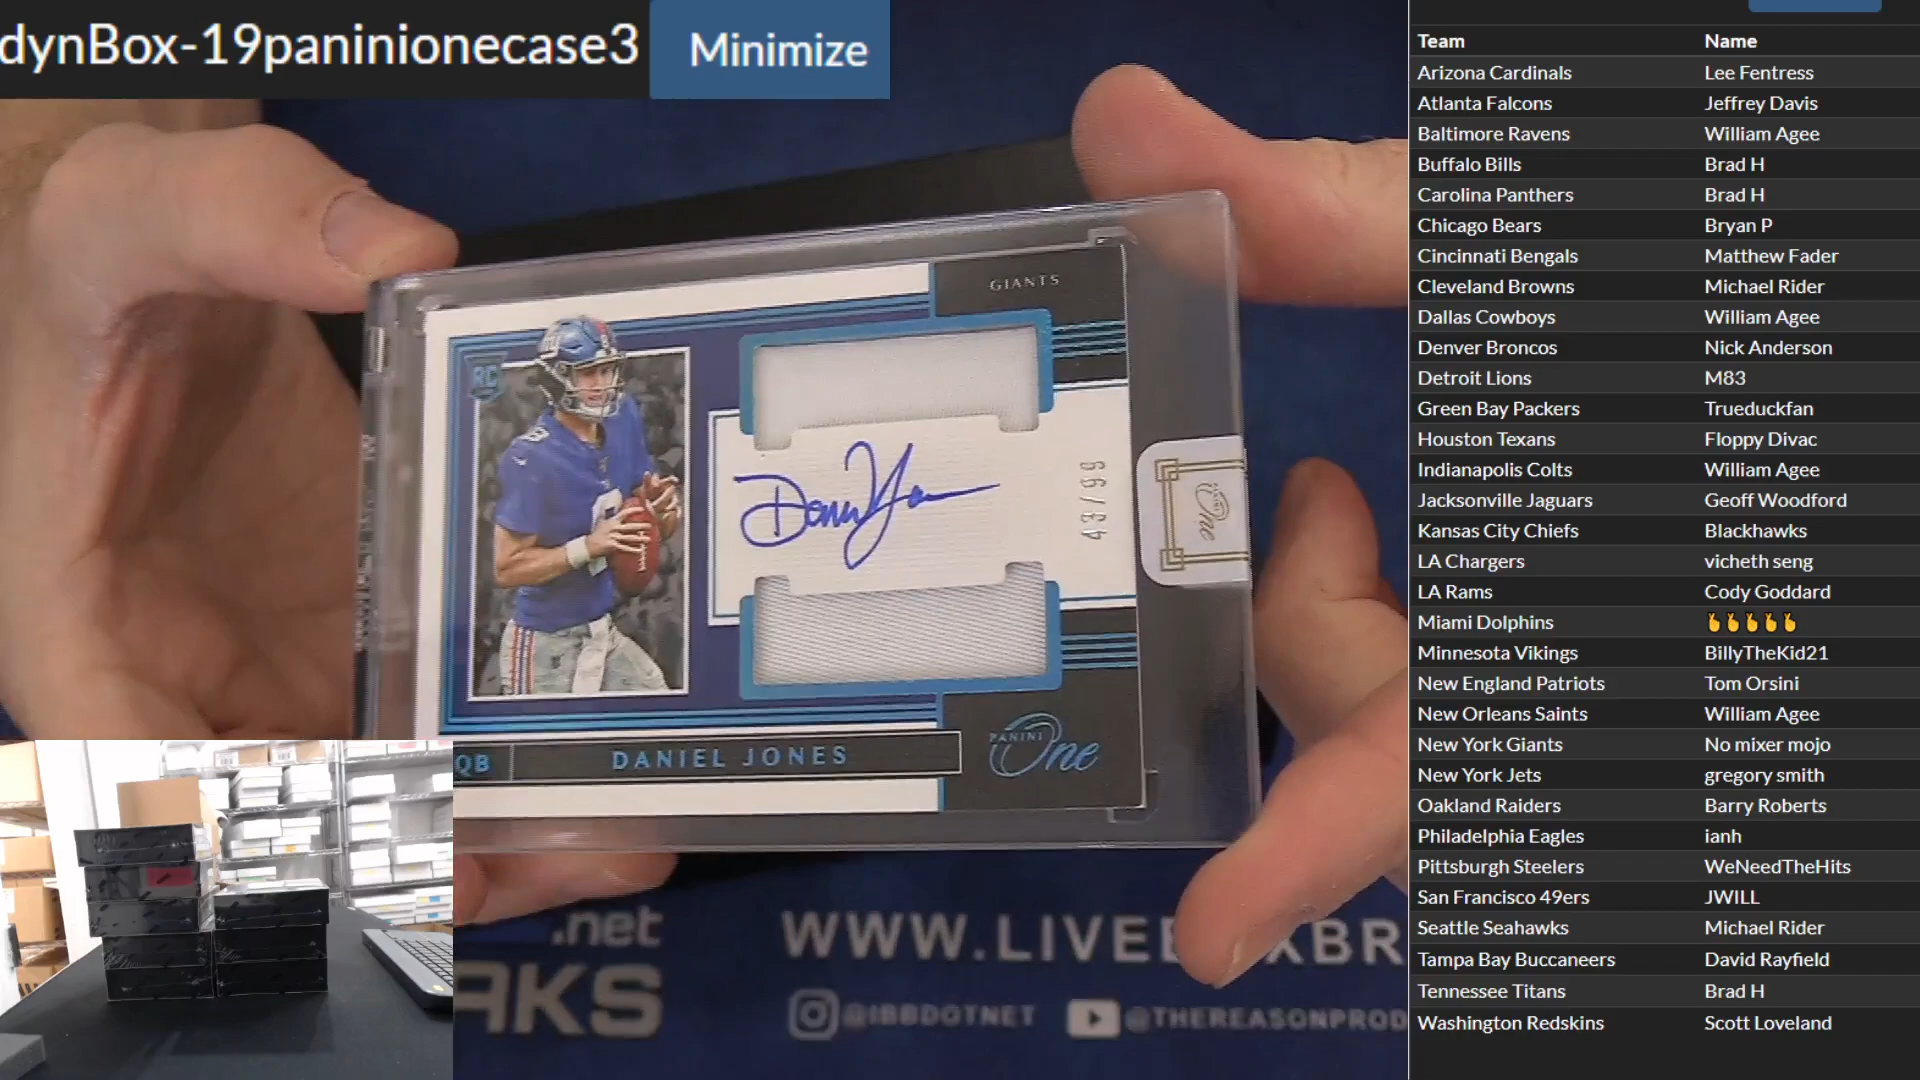 dynBox-19paninionecase3
Minimize
GIANTS
RC
43/99
One
QB
DANIEL JONES
PANINI
One
.net
AKS
WWW.LIVE
XBR
@IBBDOTNET
@THEREASONPROD
Team Name
Arizona Cardinals Lee Fentress
Atlanta Falcons Jeffrey Davis
Baltimore Ravens William Agee
Buffalo Bills Brad H
Carolina Panthers Brad H
Chicago Bears Bryan P
Cincinnati Bengals Matthew Fader
Cleveland Browns Michael Rider
Dallas Cowboys William Agee
Denver Broncos Nick Anderson
Detroit Lions M83
Green Bay Packers Trueduckfan
Houston Texans Floppy Divac
Indianapolis Colts William Agee
Jacksonville Jaguars Geoff Woodford
Kansas City Chiefs Blackhawks
LA Chargers vicheth seng
LA Rams Cody Goddard
Miami Dolphins 🤞🤞🤞🤞🤞
Minnesota Vikings BillyTheKid21
New England Patriots Tom Orsini
New Orleans Saints William Agee
New York Giants No mixer mojo
New York Jets gregory smith
Oakland Raiders Barry Roberts
Philadelphia Eagles ianh
Pittsburgh Steelers WeNeedTheHits
San Francisco 49ers JWILL
Seattle Seahawks Michael Rider
Tampa Bay Buccaneers David Rayfield
Tennessee Titans Brad H
Washington Redskins Scott Loveland